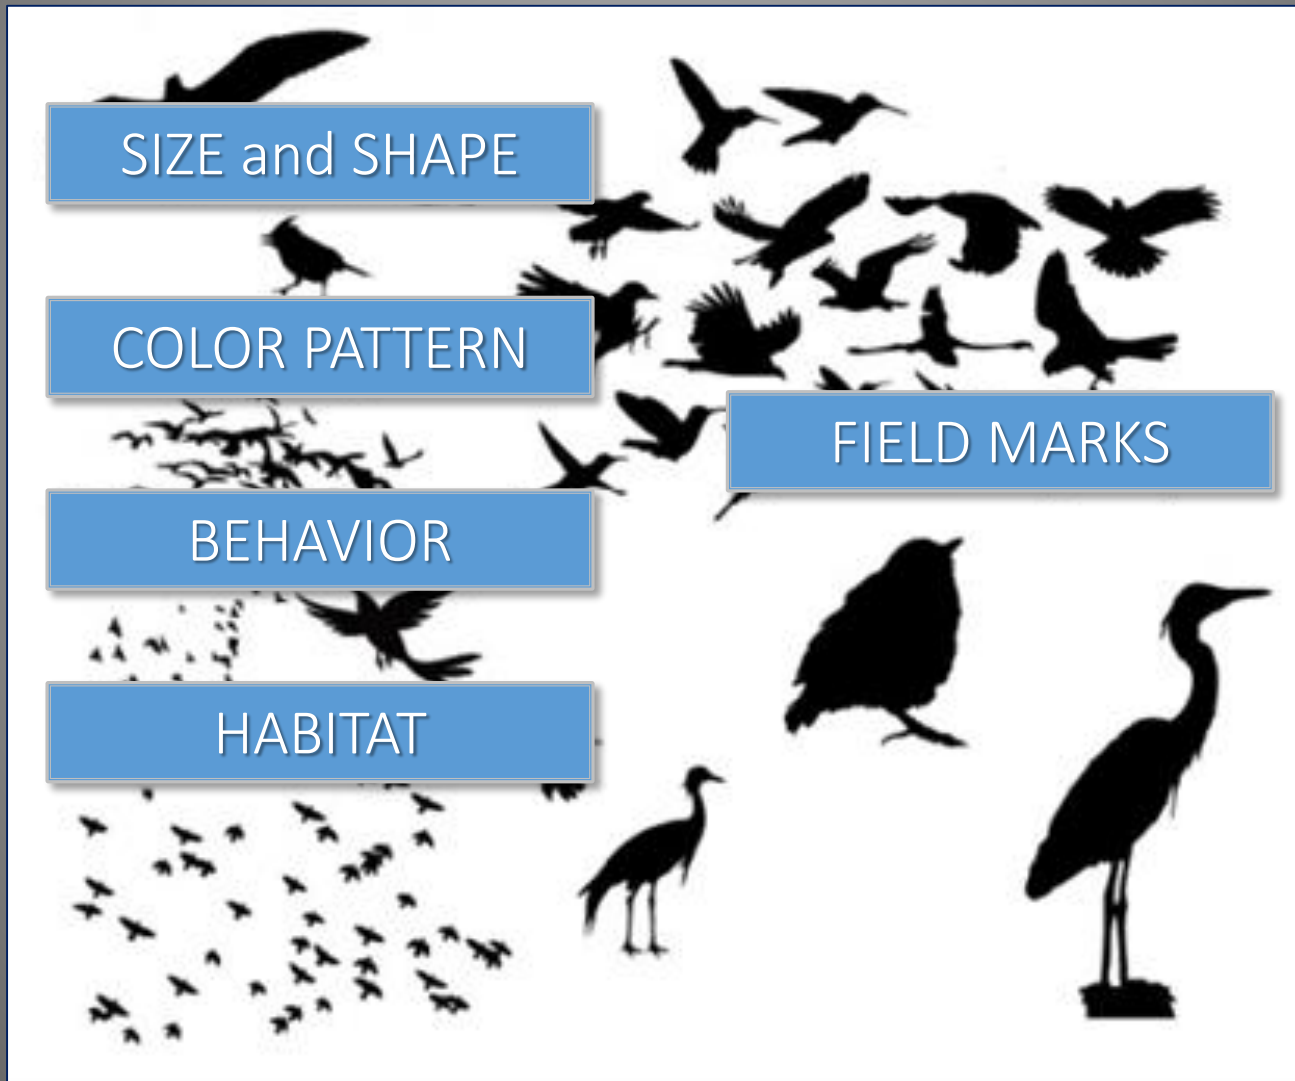 SIZE and SHAPE
COLOR PATTERN
FIELD MARKS
BEHAVIOR
HABITAT